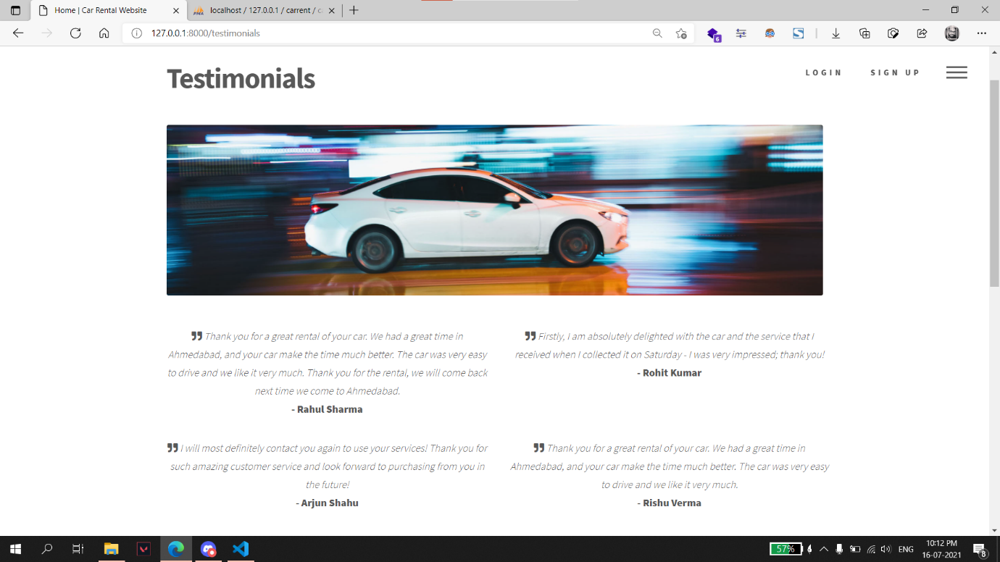 Home | Car Rental Website
localhost / 127.0.0.1 / carrent / c
127.0.0.1:8000/testimonials
6
Testimonials
LOGIN
SIGN UP
❞ Thank you for a great rental of your car. We had a great time in
Ahmedabad, and your car make the time much better. The car was very easy
to drive and we like it very much. Thank you for the rental, we will come back
next time we come to Ahmedabad.
- Rahul Sharma
❞ Firstly, I am absolutely delighted with the car and the service that I
received when I collected it on Saturday - I was very impressed; thank you!
- Rohit Kumar
❞ I will most definitely contact you again to use your services! Thank you for
such amazing customer service and look forward to purchasing from you in
the future!
- Arjun Shahu
❞ Thank you for a great rental of your car. We had a great time in
Ahmedabad, and your car make the time much better. The car was very easy
to drive and we like it very much.
- Rishu Verma
57%
ENG
10:12 PM
16-07-2021
8